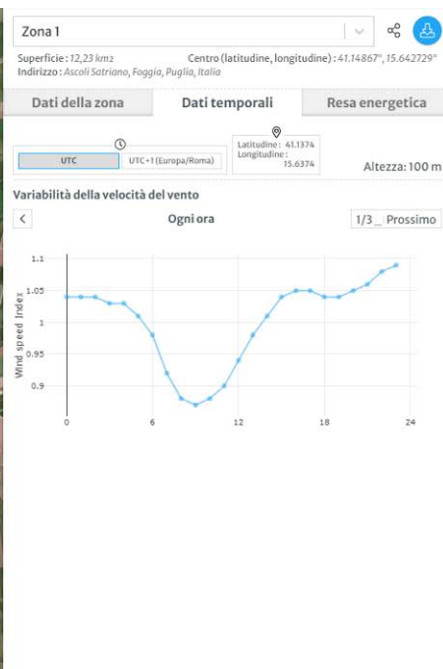 Zona 1
Superficie : 12,23 km2 Centro (latitudine, longitudine) : 41.14867°, 15.642729°
Indirizzo : Ascoli Satriano, Foggia, Puglia, Italia
Dati della zona Dati temporali Resa energetica
UTC UTC+1 (Europa/Roma)
Latitudine: 41.1374
Longitudine:
15.6374
Altezza: 100 m
Variabilità della velocità del vento
< Ogni ora 1/3_ Prossimo
Wind speed Index
1.1
1.05
1
0.95
0.9
0 6 12 18 24